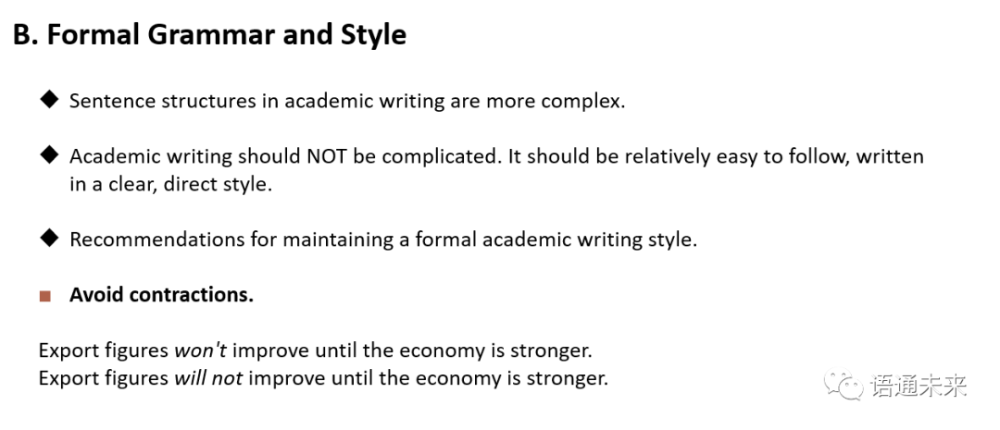 B. Formal Grammar and Style
◆ Sentence structures in academic writing are more complex.
◆ Academic writing should NOT be complicated. It should be relatively easy to follow, written
in a clear, direct style.
◆ Recommendations for maintaining a formal academic writing style.
■ Avoid contractions.
Export figures won't improve until the economy is stronger.
Export figures will not improve until the economy is stronger.
语通未来